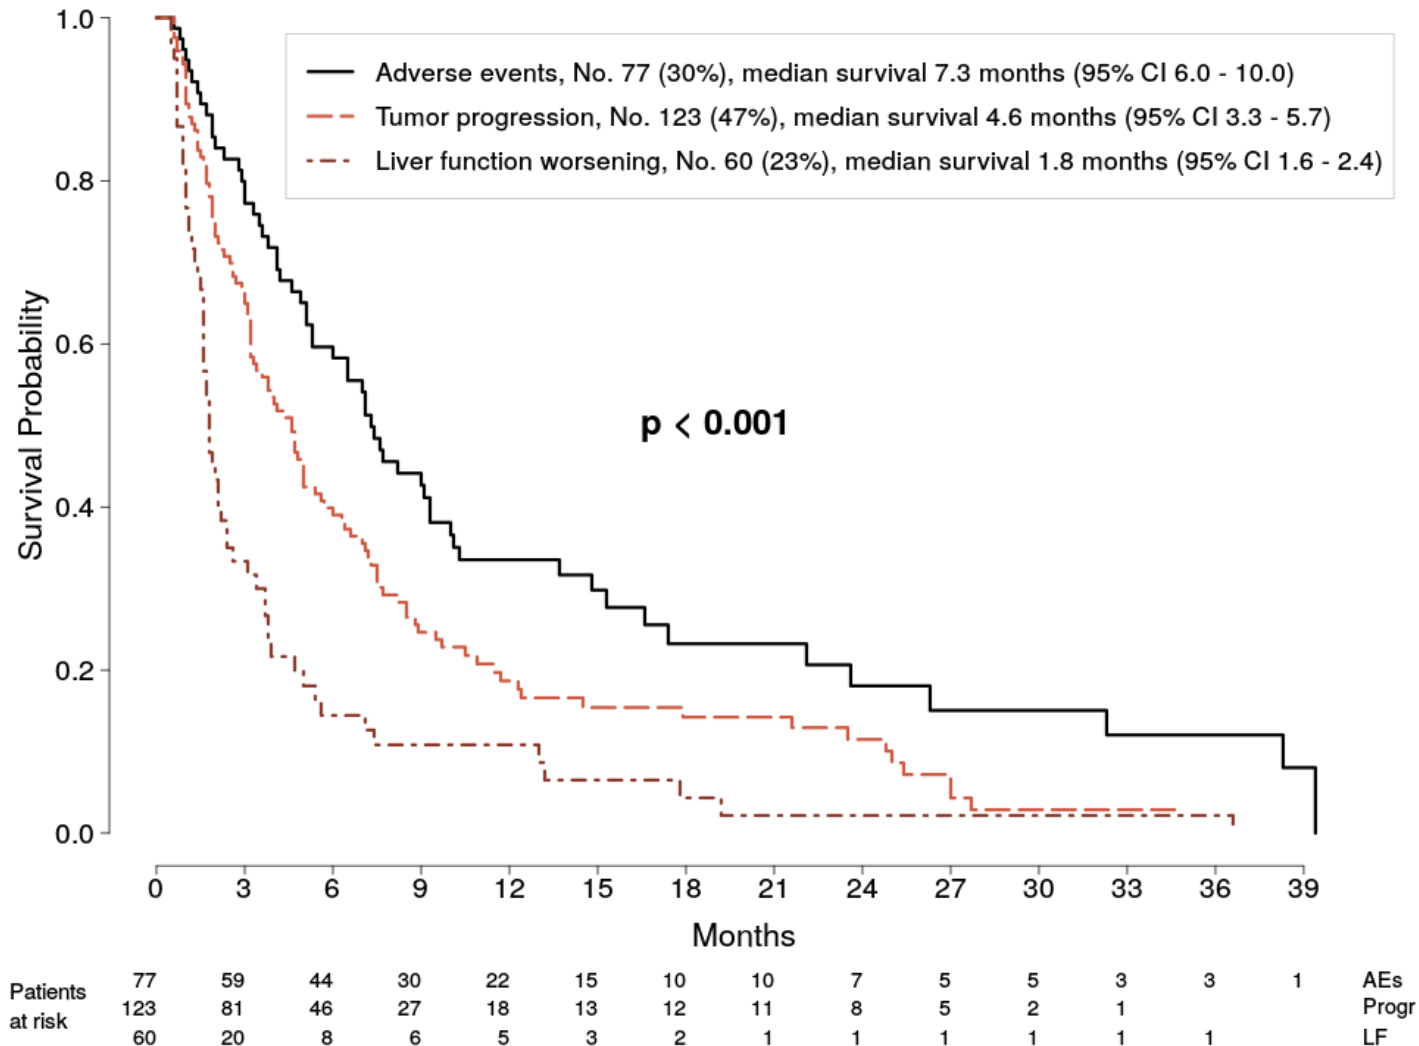 1.0
Adverse events, No. 77 (30%), median survival 7.3 months (95% CI 6.0 - 10.0)
Tumor progression, No. 123 (47%), median survival 4.6 months (95% CI 3.3 - 5.7)
Liver function worsening, No. 60 (23%), median survival 1.8 months (95% CI 1.6 - 2.4)
0.8
0.6
0.4
0.2
0.0
Survival Probability
p < 0.001
0 3 6 9 12 15 18 21 24 27 30 33 36 39
Months
Patients
at risk
77 59 44 30 22 15 10 10 7 5 5 3 3 1 AEs
123 81 46 27 18 13 12 11 8 5 2 1 Progr
60 20 8 6 5 3 2 1 1 1 1 1 1 LF